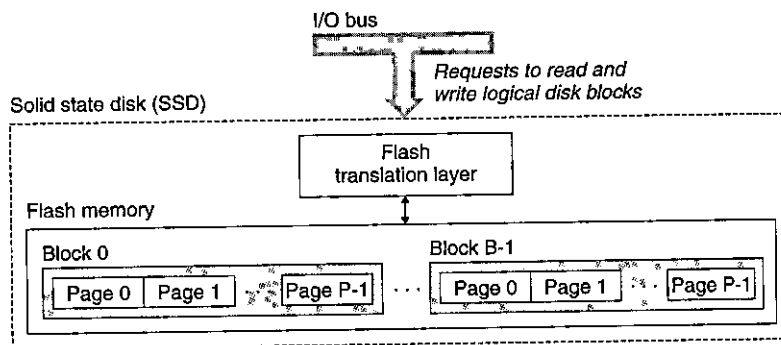 I/O bus
Requests to read and
write logical disk blocks
Solid state disk (SSD)
Flash
translation layer
Flash memory
Block 0
Block B-1
Page 0 Page 1 Page P-1 ... Page 0 Page 1 Page P-1